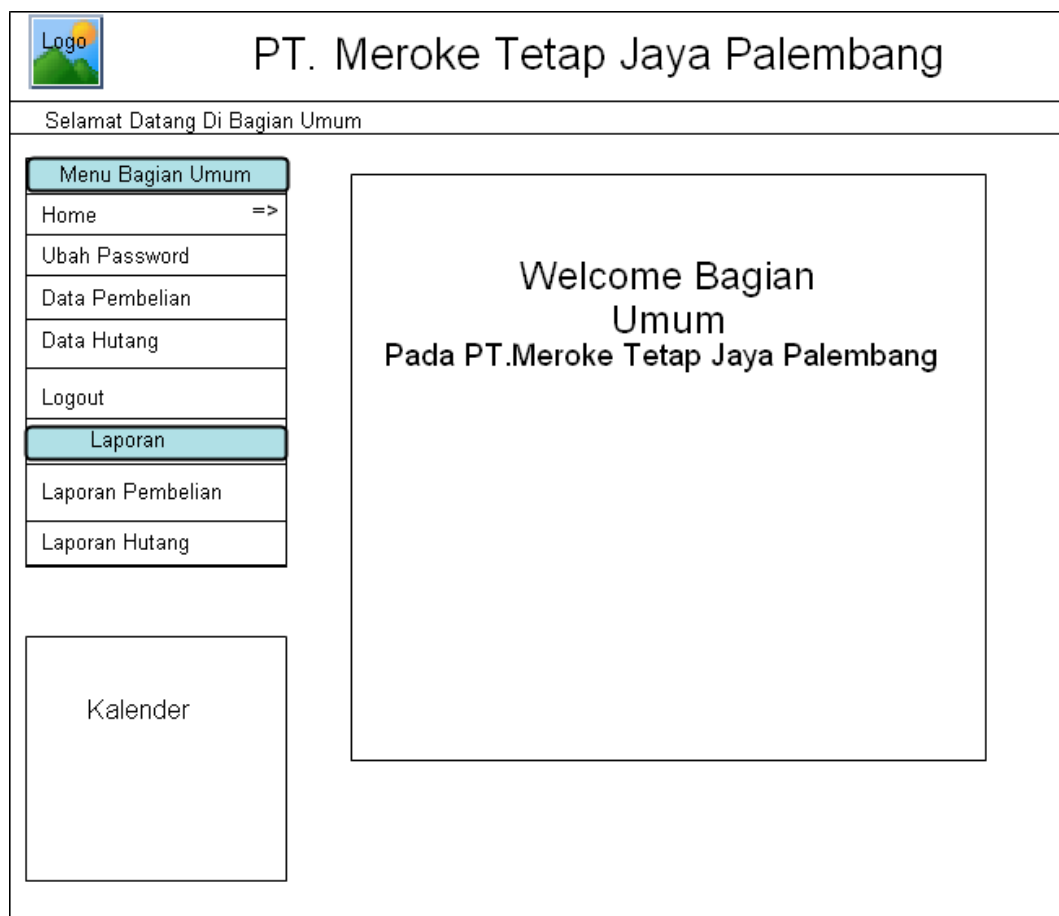 Logo
PT. Meroke Tetap Jaya Palembang
Selamat Datang Di Bagian Umum
Menu Bagian Umum
Home =>
Ubah Password
Data Pembelian
Data Hutang
Logout
Laporan
Laporan Pembelian
Laporan Hutang
Kalender
Welcome Bagian
Umum
Pada PT.Meroke Tetap Jaya Palembang